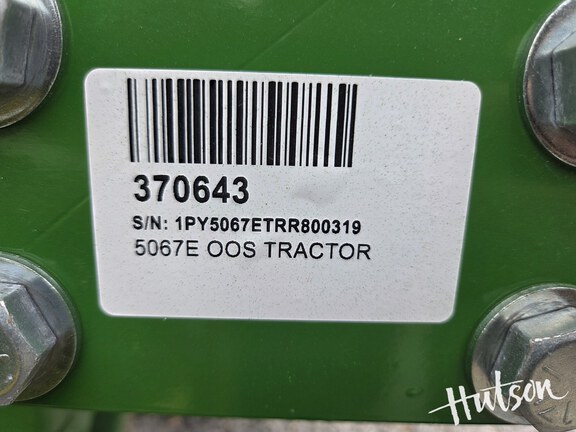 370643
S/N: 1PY5067ETRR800319
5067E OOS TRACTOR
Hutson